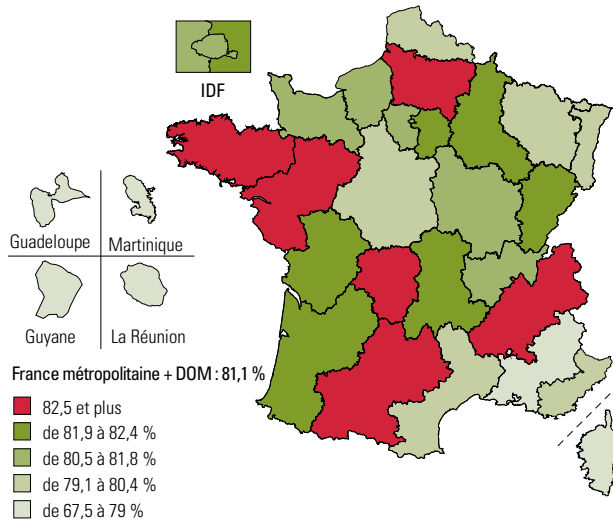 IDF
Guadeloupe
Martinique
Guyane
La Réunion
France métropolitaine + DOM : 81,1 %
82,5 et plus
de 81,9 à 82,4 %
de 80,5 à 81,8 %
de 79,1 à 80,4 %
de 67,5 à 79 %